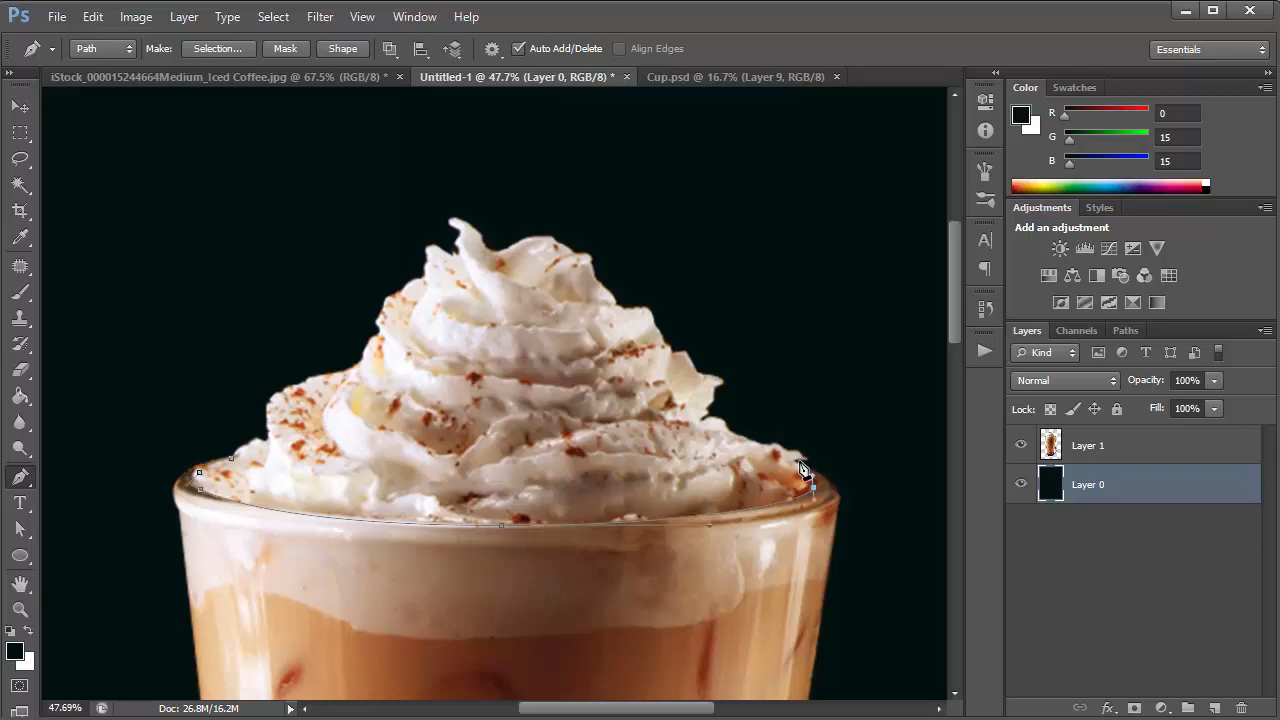 Ps File Edit Image Layer Type Select Filter View Window Help
Path Make: Selection... Mask Shape Auto Add/Delete Align Edges Essentials
iStock_000015244664Medium_Iced Coffee.jpg @ 67.5% (RGB/8) * Untitled-1 @ 47.7% (Layer 0, RGB/8) * Cup.psd @ 16.7% (Layer 9, RGB/8)
Color Swatches
R 0
G 15
B 15
Adjustments Styles
Add an adjustment
Layers Channels Paths
Kind
Normal Opacity: 100%
Lock: Fill: 100%
Layer 1
Layer 0
47.69% Doc: 26.8M/16.2M